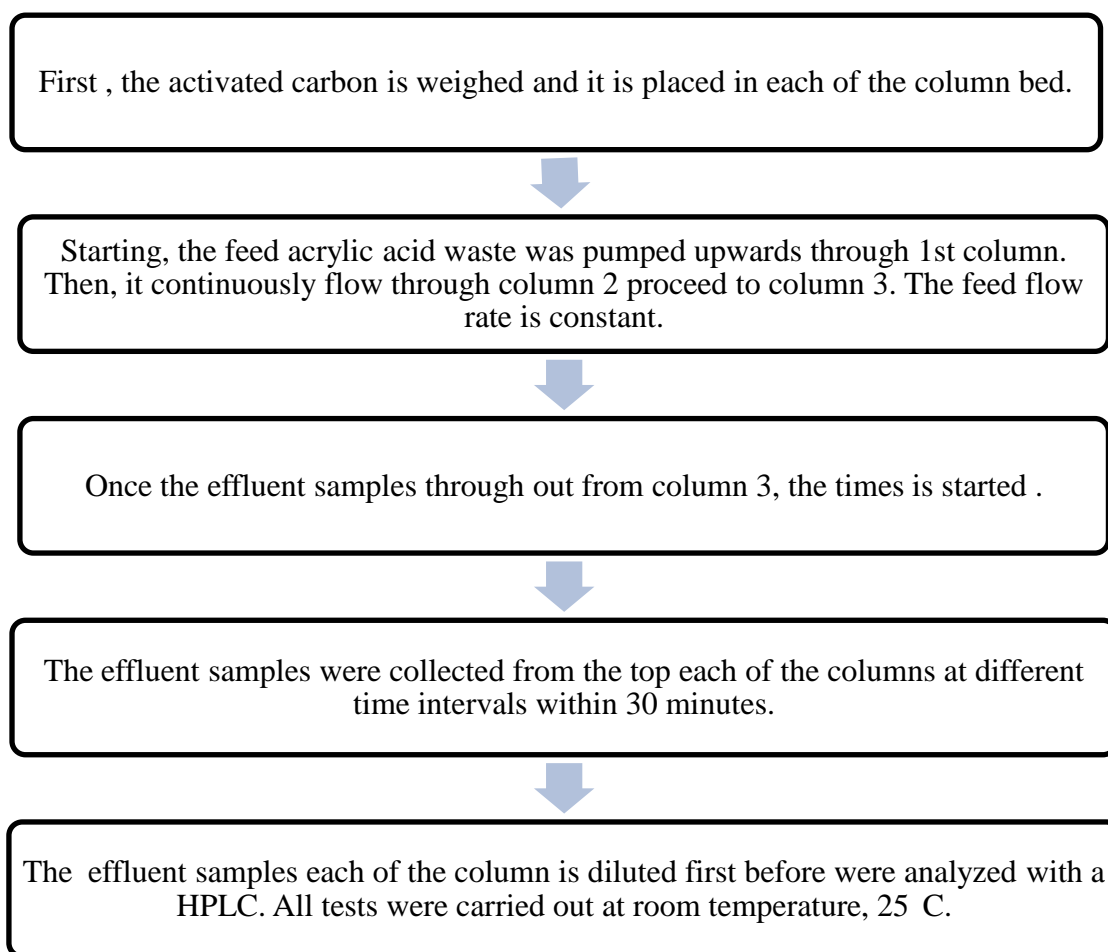 First , the activated carbon is weighed and it is placed in each of the column bed.
Starting, the feed acrylic acid waste was pumped upwards through 1st column.
Then, it continuously flow through column 2 proceed to column 3. The feed flow
rate is constant.
Once the effluent samples through out from column 3, the times is started .
The effluent samples were collected from the top each of the columns at different
time intervals within 30 minutes.
The  effluent samples each of the column is diluted first before were analyzed with a
HPLC. All tests were carried out at room temperature, 25  C.